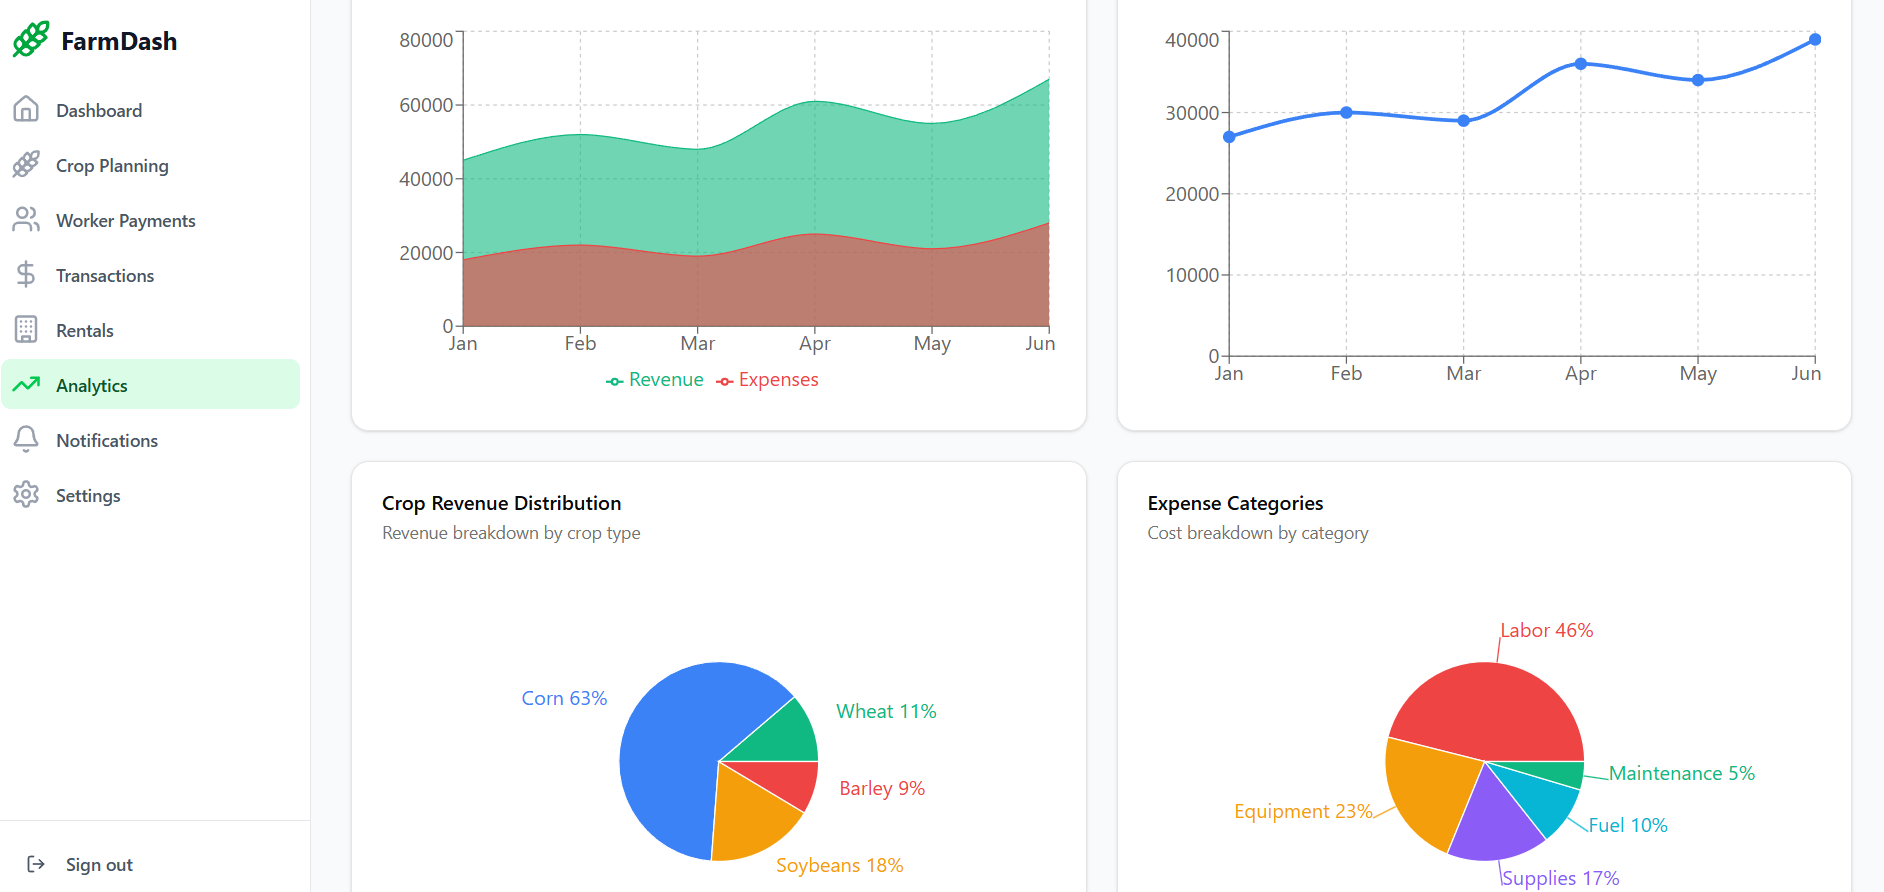 FarmDash
Dashboard
Crop Planning
Worker Payments
Transactions
Rentals
Analytics
Notifications
Settings
Sign out
80000
60000
40000
20000
0
Jan Feb Mar Apr May Jun
Revenue Expenses
40000
30000
20000
10000
0
Jan Feb Mar Apr May Jun
Crop Revenue Distribution
Revenue breakdown by crop type
Corn 63%
Wheat 11%
Barley 9%
Soybeans 18%
Expense Categories
Cost breakdown by category
Labor 46%
Maintenance 5%
Equipment 23%
Fuel 10%
Supplies 17%